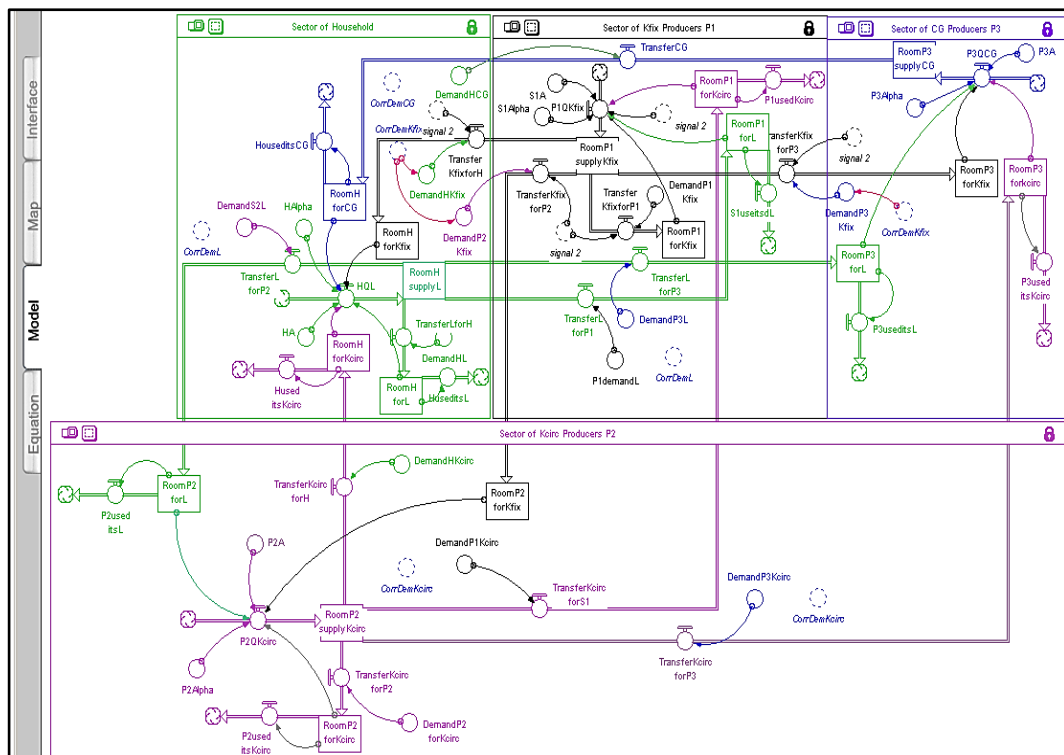 Interface
Map
Model
Equation
Sector of Household
Sector of Kfix Producers P1
Sector of CG Producers P3
TransferCG
CorrDemCG
DemandHCG
CorrDemKfix
signal 2
Transfer
KfixforH
HouseditsCG
RoomH
forCG
DemandHKfix
DemandS2L
HAlpha
RoomH
forKfix
DemandP2
Kfix
CorrDemL
TransferL
forP2
HQL
RoomH
supplyL
HA
RoomH
forKcirc
TransferLforH
DemandHL
Hused
itsKcirc
RoomH
forL
HuseditsL
S1A
S1Alpha
P1QKfix
RoomP1
forKcirc
P1usedKcirc
signal 2
RoomP1
forL
RoomP1
supplyKfix
TransferKfix
forP2
Transfer
KfixforP1
DemandP1
Kfix
signal 2
RoomP1
forKfix
S1useitsdL
TransferL
forP3
TransferL
forP1
DemandP3L
P1demandL
CorrDemL
RoomP3
supplyCG
P3QCG
P3A
P3Alpha
TransferKfix
forP3
signal 2
RoomP3
forKfix
RoomP3
forkcirc
DemandP3
Kfix
CorrDemKfix
RoomP3
forL
P3useditsL
P3used
itsKcirc
Sector of Kcirc Producers P2
RoomP2
forL
P2used
itsL
TransferKcirc
forH
DemandHKcirc
RoomP2
forKfix
P2A
DemandP1Kcirc
CorrDemKcirc
TransferKcirc
forS1
DemandP3Kcirc
CorrDemKcirc
P2QKcirc
RoomP2
supplyKcirc
TransferKcirc
forP3
P2Alpha
TransferKcirc
forP2
P2used
itsKcirc
RoomP2
forKcirc
DemandP2
forKcirc